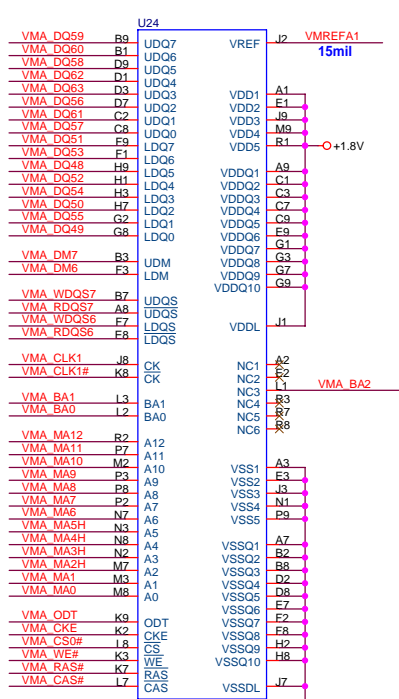 U24
VMA_DQ59 B9 UDQ7
VMA_DQ60 B1 UDQ6
VMA_DQ58 D9 UDQ5
VMA_DQ62 D1 UDQ4
VMA_DQ63 D3 UDQ3
VMA_DQ56 D7 UDQ2
VMA_DQ61 C2 UDQ1
VMA_DQ57 C8 UDQ0
VMA_DQ51 F9 LDQ7
VMA_DQ53 F1 LDQ6
VMA_DQ48 H9 LDQ5
VMA_DQ52 H1 LDQ4
VMA_DQ54 H3 LDQ3
VMA_DQ50 H7 LDQ2
VMA_DQ55 G2 LDQ1
VMA_DQ49 G8 LDQ0
VMA_DM7 B3 UDM
VMA_DM6 F3 LDM
VMA_WDQS7 B7 UDQS
VMA_RDQS7 A8 UDQS
VMA_WDQS6 F7 LDQS
VMA_RDQS6 E8 LDQS
VMA_CLK1 J8 CK
VMA_CLK1# K8 CK
VMA_BA1 L3 BA1
VMA_BA0 L2 BA0
VMA_MA12 R2 A12
VMA_MA11 P7 A11
VMA_MA10 M2 A10
VMA_MA9 P3 A9
VMA_MA8 P8 A8
VMA_MA7 P2 A7
VMA_MA6 N7 A6
VMA_MA5H N3 A5
VMA_MA4H N8 A4
VMA_MA3H N2 A3
VMA_MA2H M7 A2
VMA_MA1 M3 A1
VMA_MA0 M8 A0
VMA_ODT K9 ODT
VMA_CKE K2 CKE
VMA_CS0# L8 CS
VMA_WE# K3 WE
VMA_RAS# K7 RAS
VMA_CAS# L7 CAS
VREF J2 VMREFA1
15mil
VDD1 A1
VDD2 E1
VDD3 J9
VDD4 M9
VDD5 R1 +1.8V
VDDQ1 A9
VDDQ2 C1
VDDQ3 C3
VDDQ4 C7
VDDQ5 C9
VDDQ6 E9
VDDQ7 G1
VDDQ8 G3
VDDQ9 G7
VDDQ10 G9
VDDL J1
NC1 A2
NC2 E2
NC3 L1 VMA_BA2
NC4 R3
NC5 R7
NC6 R8
VSS1 A3
VSS2 E3
VSS3 J3
VSS4 N1
VSS5 P9
VSSQ1 A7
VSSQ2 B2
VSSQ3 B8
VSSQ4 D2
VSSQ5 D8
VSSQ6 E7
VSSQ7 F2
VSSQ8 F8
VSSQ9 H2
VSSQ10 H8
VSSDL J7